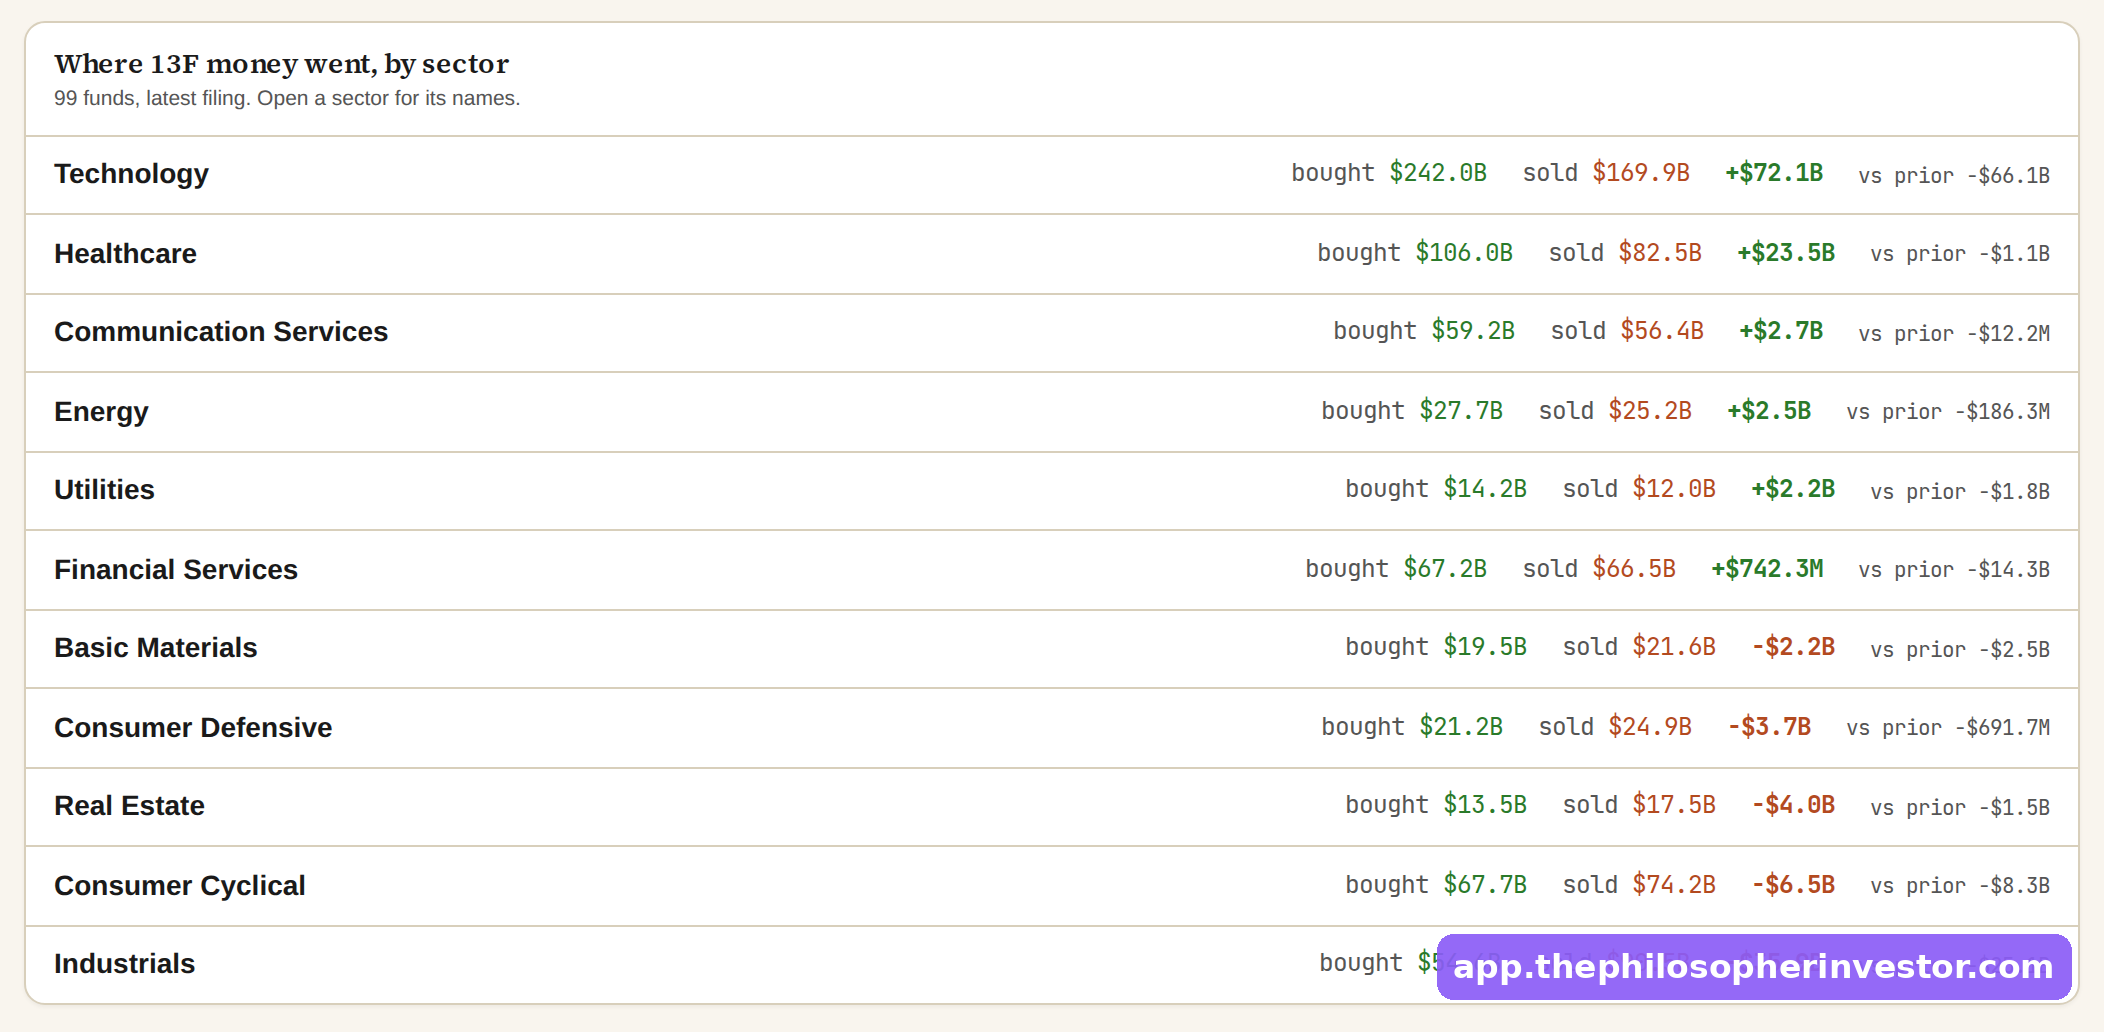 Where 13F money went, by sector
99 funds, latest filing. Open a sector for its names.
Technology bought $242.0B sold $169.9B +$72.1B vs prior -$66.1B
Healthcare bought $106.0B sold $82.5B +$23.5B vs prior -$1.1B
Communication Services bought $59.2B sold $56.4B +$2.7B vs prior -$12.2M
Energy bought $27.7B sold $25.2B +$2.5B vs prior -$186.3M
Utilities bought $14.2B sold $12.0B +$2.2B vs prior -$1.8B
Financial Services bought $67.2B sold $66.5B +$742.3M vs prior -$14.3B
Basic Materials bought $19.5B sold $21.6B -$2.2B vs prior -$2.5B
Consumer Defensive bought $21.2B sold $24.9B -$3.7B vs prior -$691.7M
Real Estate bought $13.5B sold $17.5B -$4.0B vs prior -$1.5B
Consumer Cyclical bought $67.7B sold $74.2B -$6.5B vs prior -$8.3B
Industrials bought
app.thephilosopherinvestor.com